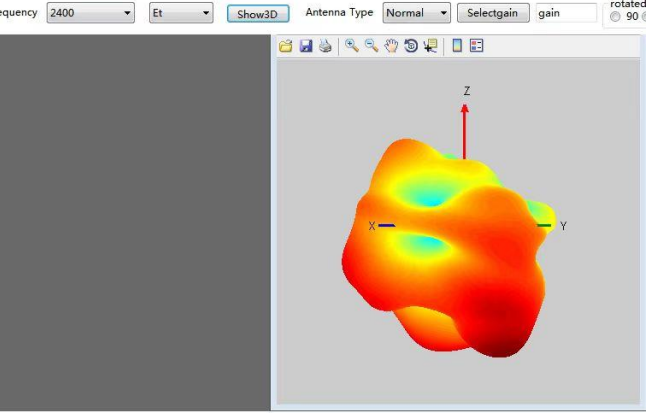 equency 2400 Et Show3D Antenna Type Normal Selectgain gain rotated
90
Z
X Y